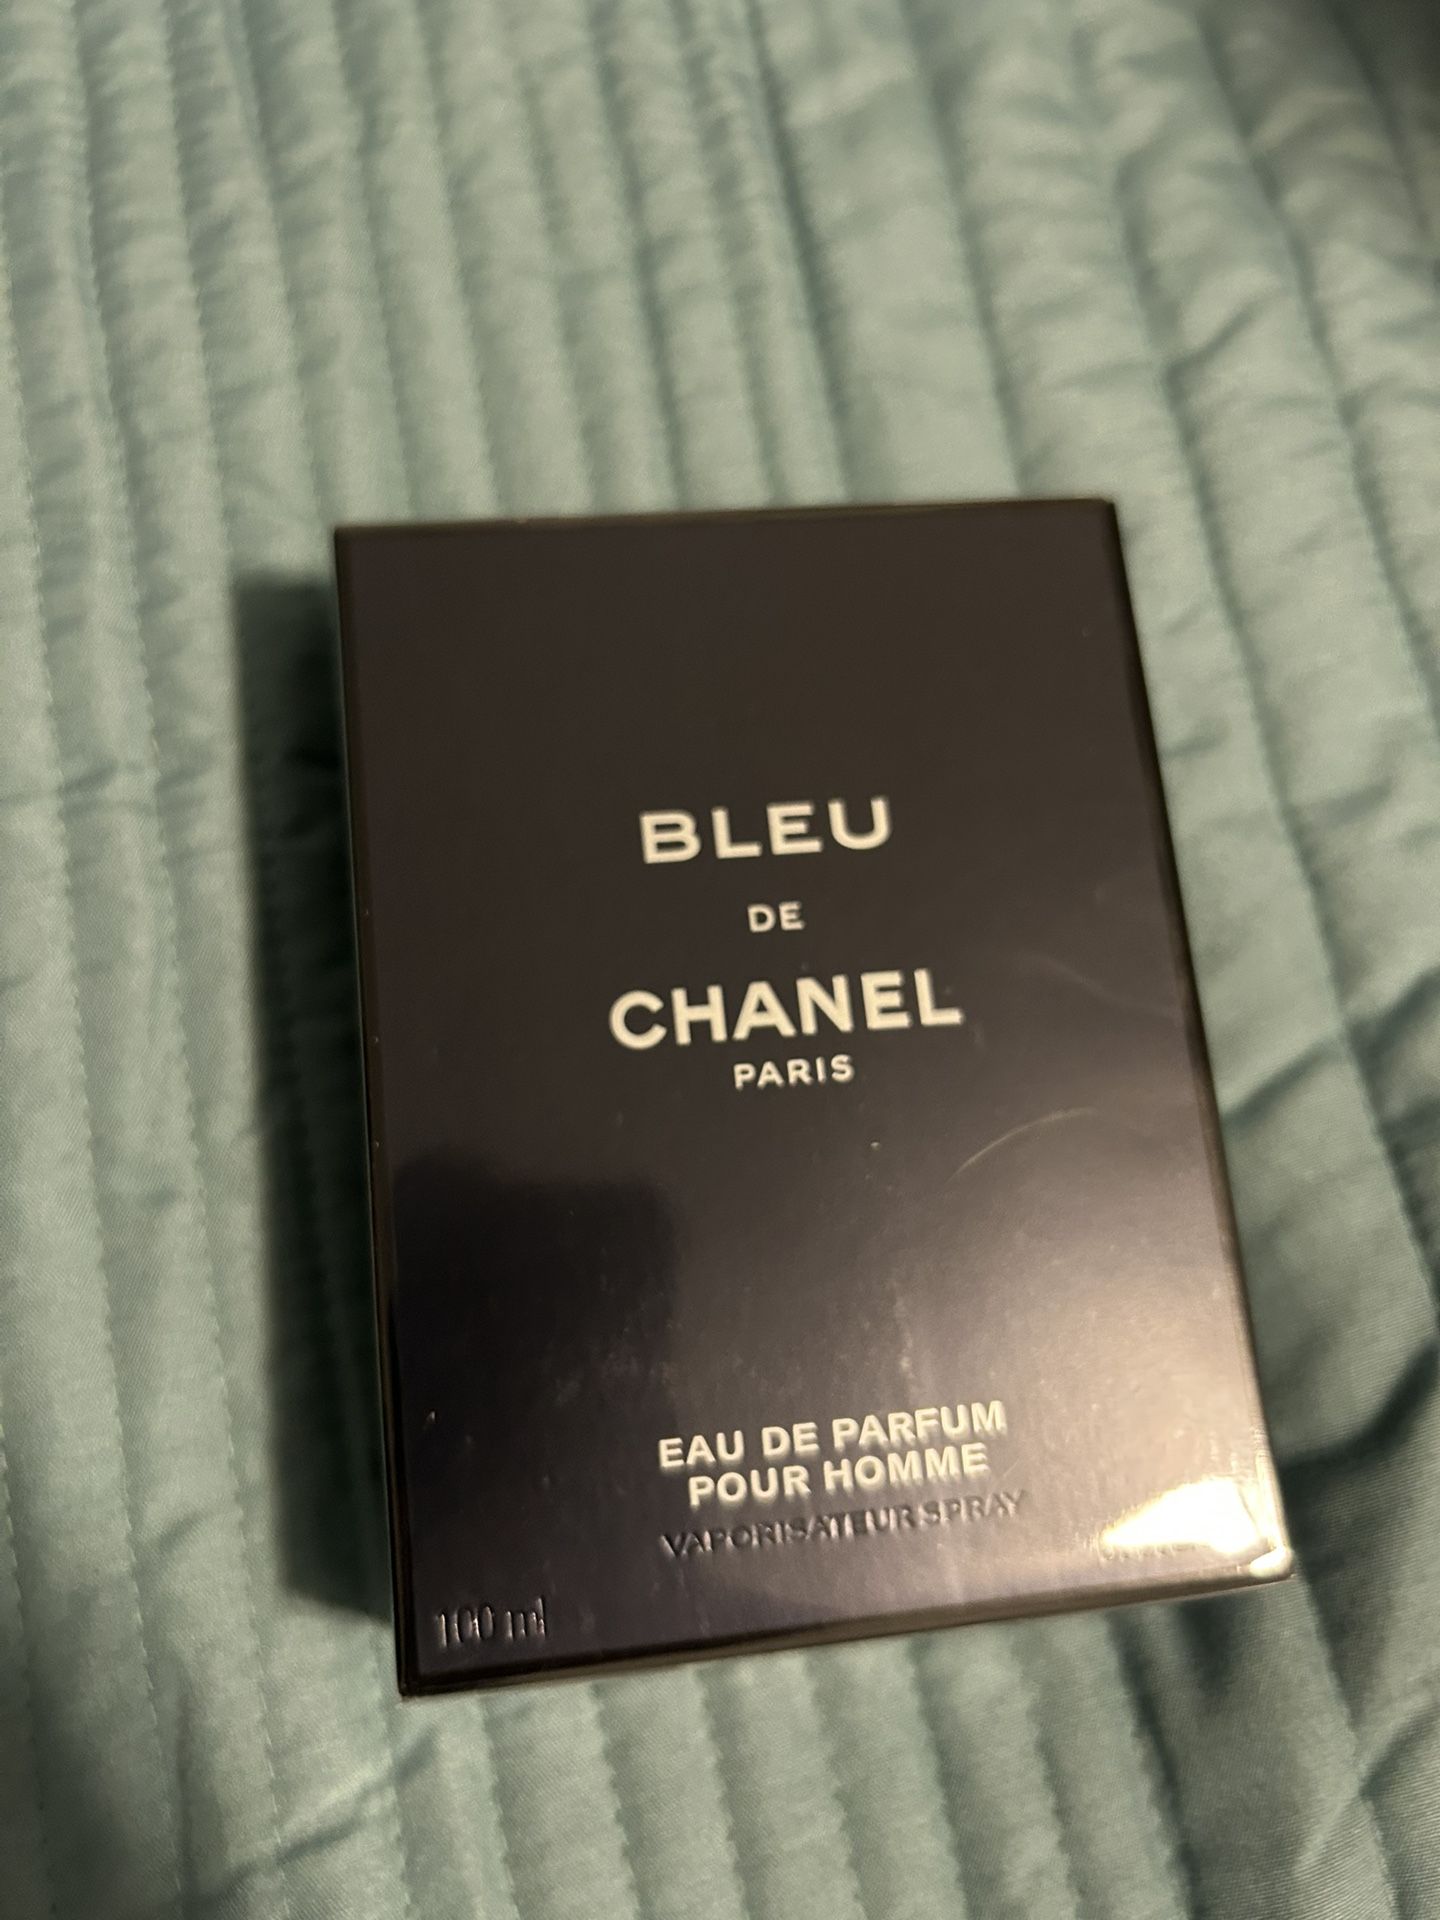 BLEU
DE
CHANEL
PARIS
EAU DE PARFUM
POUR HOMME
VAPORISATEUR SPRAY
100 ml